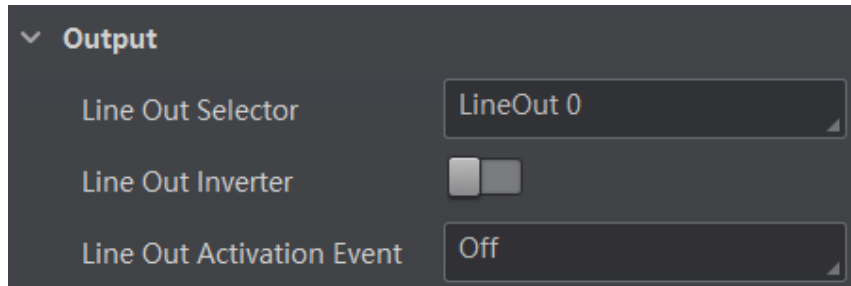 Output
Line Out Selector LineOut 0
Line Out Inverter
Line Out Activation Event Off